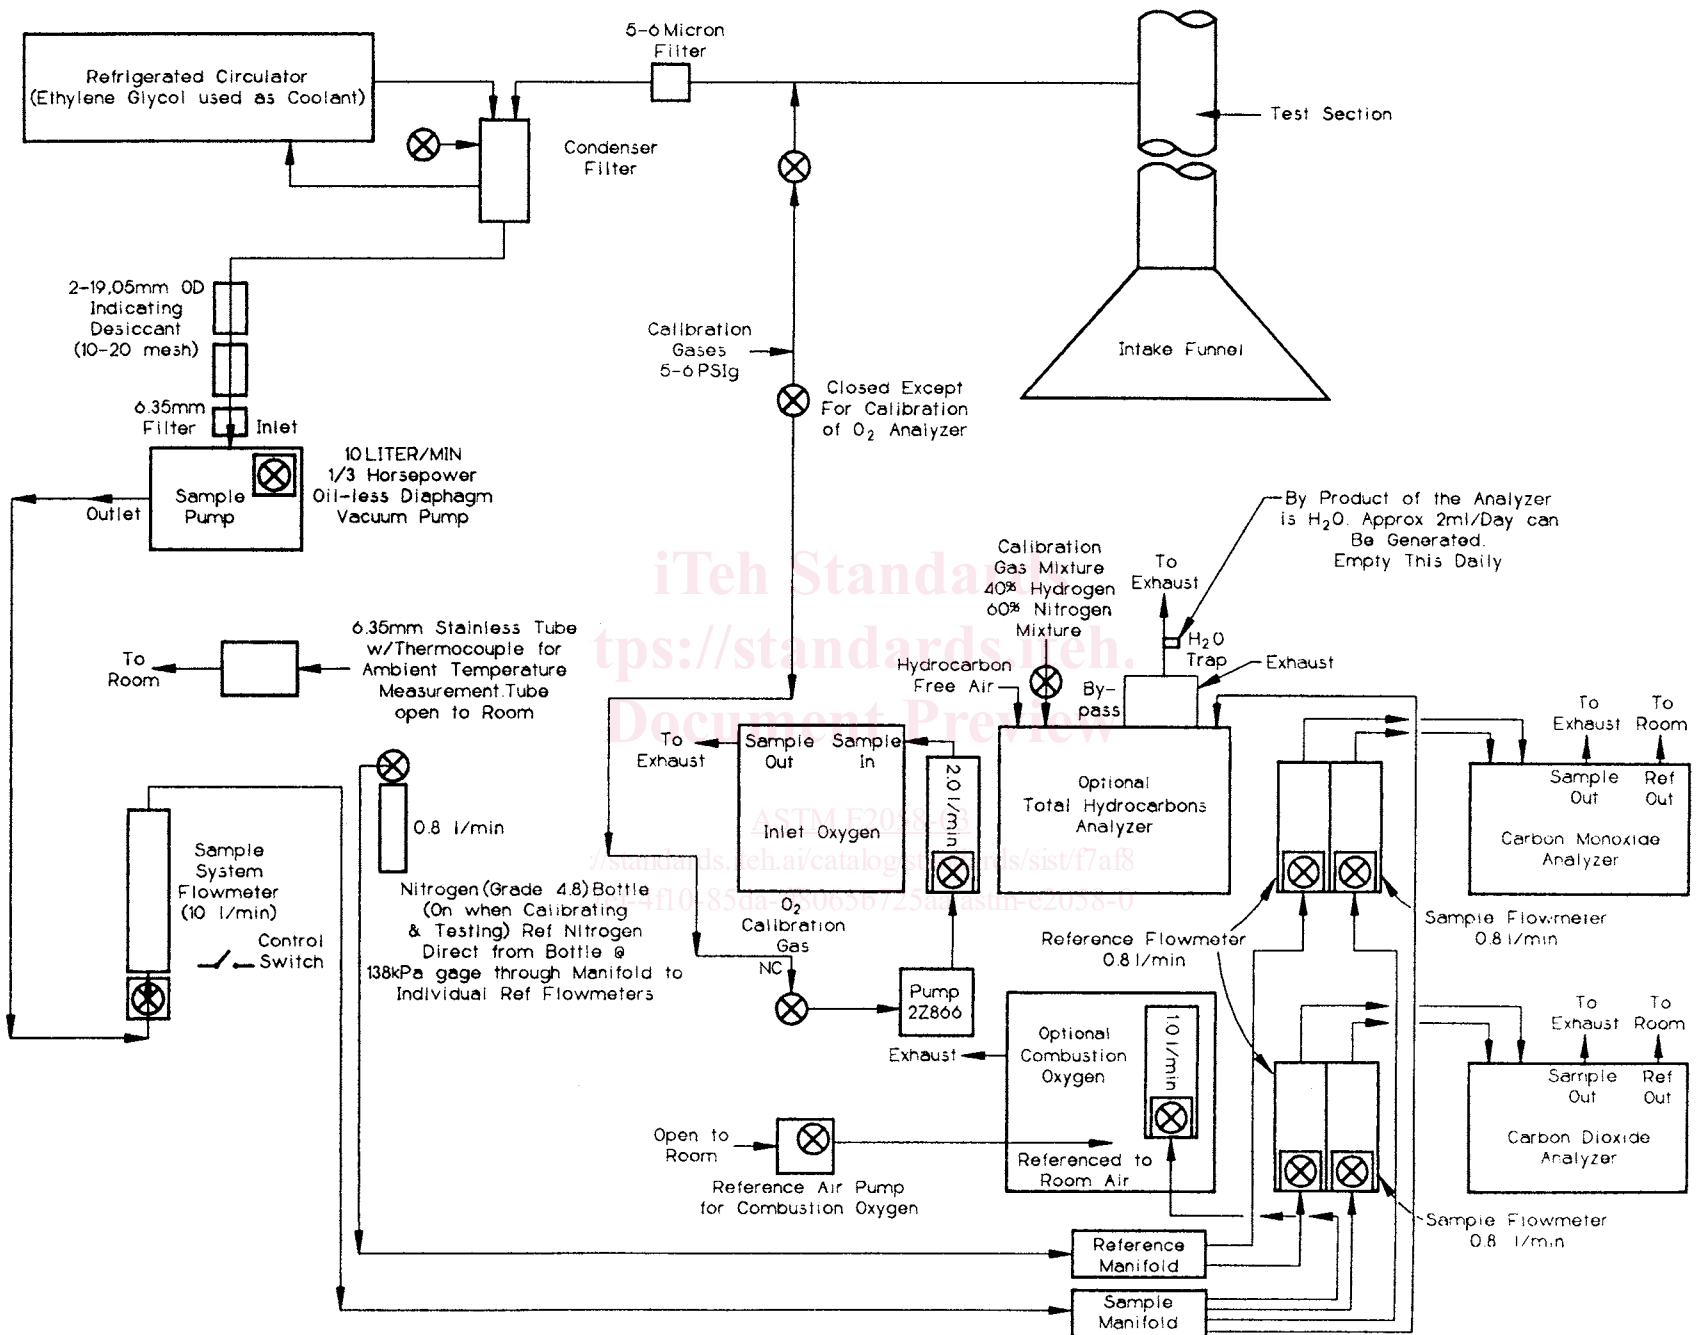 5-6 Micron
Filter
Refrigerated Circulator
(Ethylene Glycol used as Coolant)
Test Section
Condenser
Filter
2-19,05mm OD
Indicating
Desiccant
(10-20 mesh)
Calibration
Gases
5-6 PSIg
Intake Funnel
Closed Except
For Calibration
of O2 Analyzer
6.35mm
Filter
Inlet
10 LITER/MIN
1/3 Horsepower
Oil-less Diaphagm
Vacuum Pump
Sample
Pump
Outlet
By Product of the Analyzer
is H2O. Approx 2ml/Day can
Be Generated.
Empty This Daily
Calibration
Gas Mixture
40% Hydrogen
60% Nitrogen
Mixture
To
Exhaust
iTeh Standards
tps://standards.iteh.
Document Preview
6.35mm Stainless Tube
w/Thermocouple for
Ambient Temperature
Measurement.Tube
open to Room
To
Room
H2O
Trap
Exhaust
Hydrocarbon
Free Air
By-
pass
To
Exhaust
Sample
Out
Sample
In
2.0 l/min
Inlet Oxygen
Optional
Total Hydrocarbons
Analyzer
To
Exhaust
To
Room
Sample
Out
Ref
Out
Carbon Monoxide
Analyzer
0.8 l/min
ASTM E2058-03
Sample
System
Flowmeter
(10 l/min)
Control
Switch
Nitrogen (Grade 4.8) Bottle
(On when Calibrating
& Testing) Ref Nitrogen
Direct from Bottle @
138kPa gage through Manifold to
Individual Ref Flowmeters
O2
Calibration
Gas
NC
Pump
2Z866
Reference Flowmeter
0.8 l/min
Sample Flowmeter
0.8 l/min
Exhaust
Optional
Combustion
Oxygen
10 l/min
To
Exhaust
To
Room
Sample
Out
Ref
Out
Carbon Dioxide
Analyzer
Open to
Room
Referenced to
Room Air
Reference Air Pump
for Combustion Oxygen
Sample Flowmeter
0.8 l/min
Reference
Manifold
Sample
Manifold